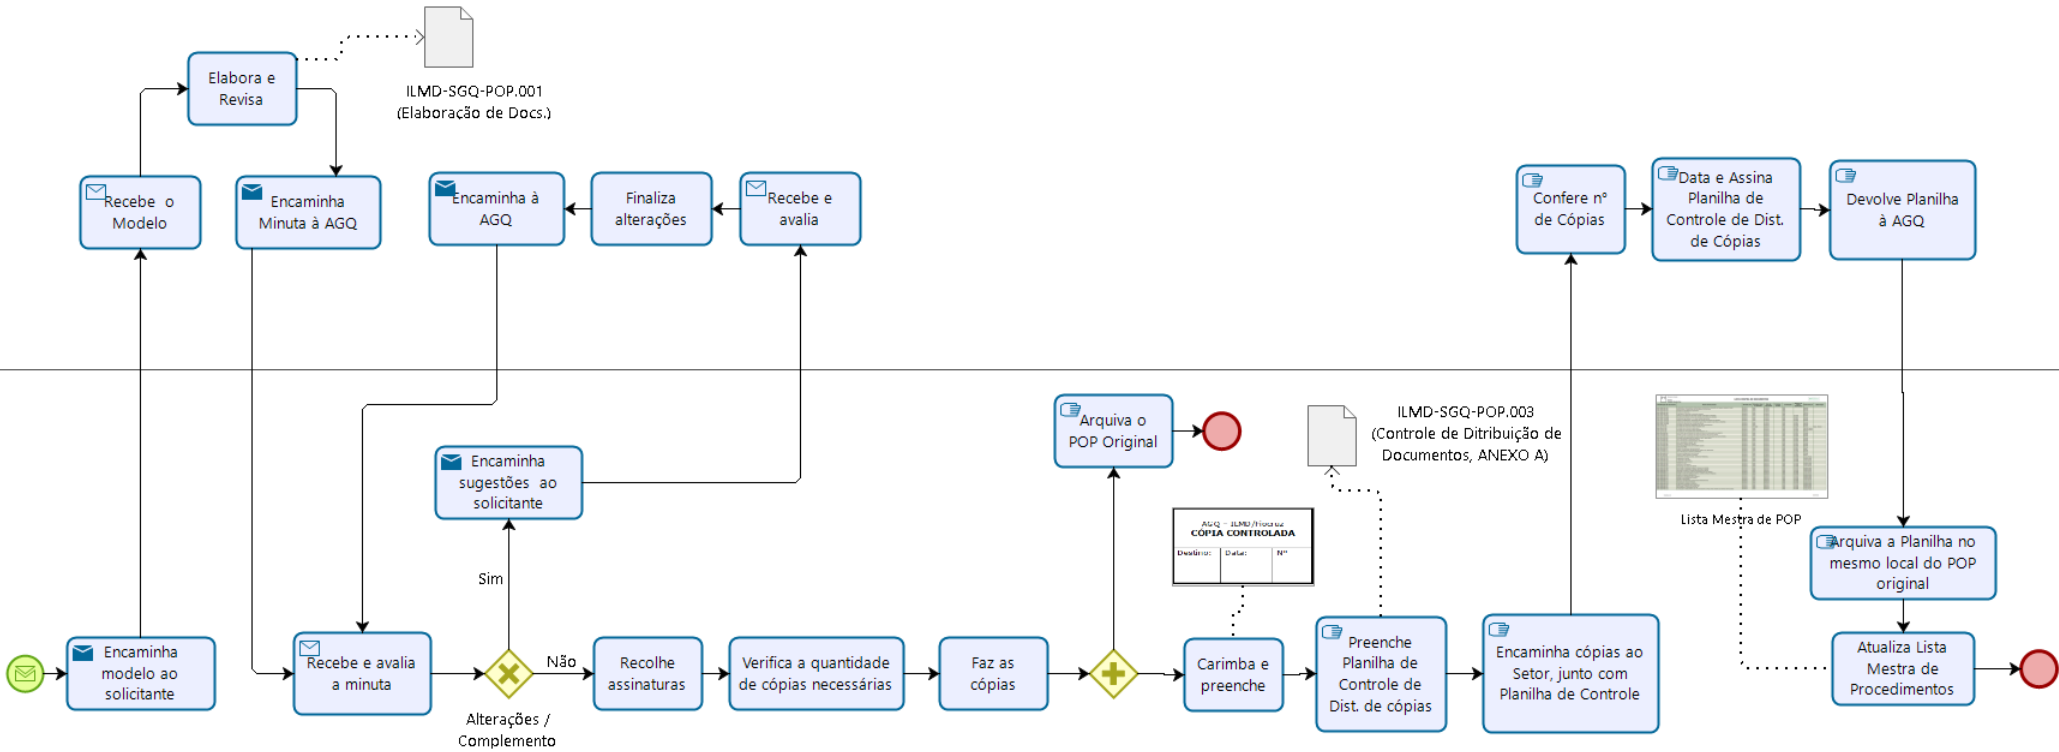 Elabora e
Revisa
ILMD-SGQ-POP.001
(Elaboração de Docs.)
Recebe o
Modelo
Encaminha
Minuta à AGQ
Encaminha à
AGQ
Finaliza
alterações
Recebe e
avalia
Confere n°
de Cópias
Data e Assina
Planilha de
Controle de Dist.
de Cópias
Devolve Planilha
à AGQ
Encaminha
modelo ao
solicitante
Recebe e avalia
a minuta
Encaminha
sugestões ao
solicitante
Sim
Não
Alterações /
Complemento
Recolhe
assinaturas
Verifica a quantidade
de cópias necessárias
Faz as
cópias
Arquiva o
POP Original
AGQ - ILMD/Fiocruz
CÓPIA CONTROLADA
Destino: Data: N°
Carimba e
preenche
ILMD-SGQ-POP.003
(Controle de Ditribuição de
Documentos, ANEXO A)
Preenche
Planilha de
Controle de
Dist. de cópias
Encaminha cópias ao
Setor, junto com
Planilha de Controle
Lista Mestra de POP
Arquiva a Planilha no
mesmo local do POP
original
Atualiza Lista
Mestra de
Procedimentos